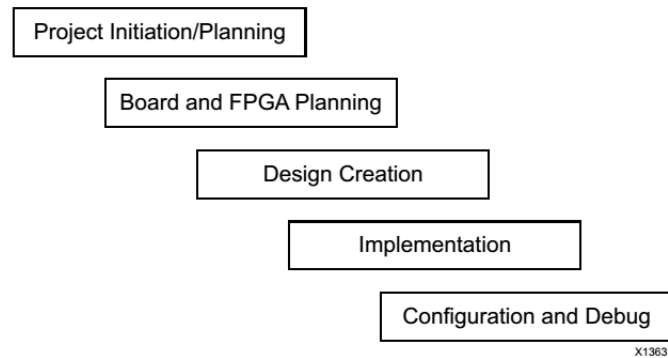 Project Initiation/Planning
Board and FPGA Planning
Design Creation
Implementation
Configuration and Debug
X1363